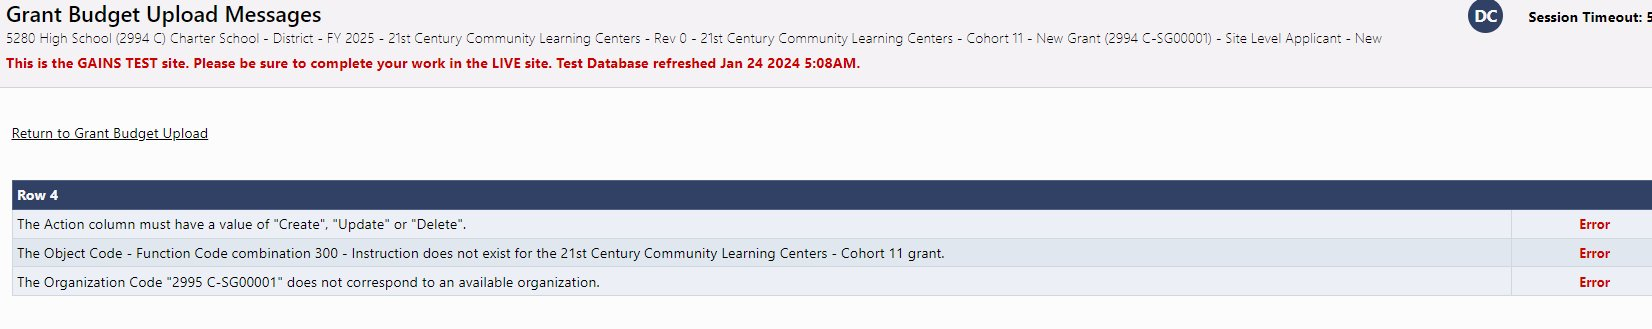 Grant Budget Upload Messages
DC
Session Timeout: 5
5280 High School (2994 C) Charter School - District - FY 2025 - 21st Century Community Learning Centers - Rev 0 - 21st Century Community Learning Centers - Cohort 11 - New Grant (2994 C-SG00001) - Site Level Applicant - New
This is the GAINS TEST site. Please be sure to complete your work in the LIVE site. Test Database refreshed Jan 24 2024 5:08AM.
Return to Grant Budget Upload
Row 4
The Action column must have a value of "Create", "Update" or "Delete". Error
The Object Code - Function Code combination 300 - Instruction does not exist for the 21st Century Community Learning Centers - Cohort 11 grant. Error
The Organization Code "2995 C-SG00001" does not correspond to an available organization. Error